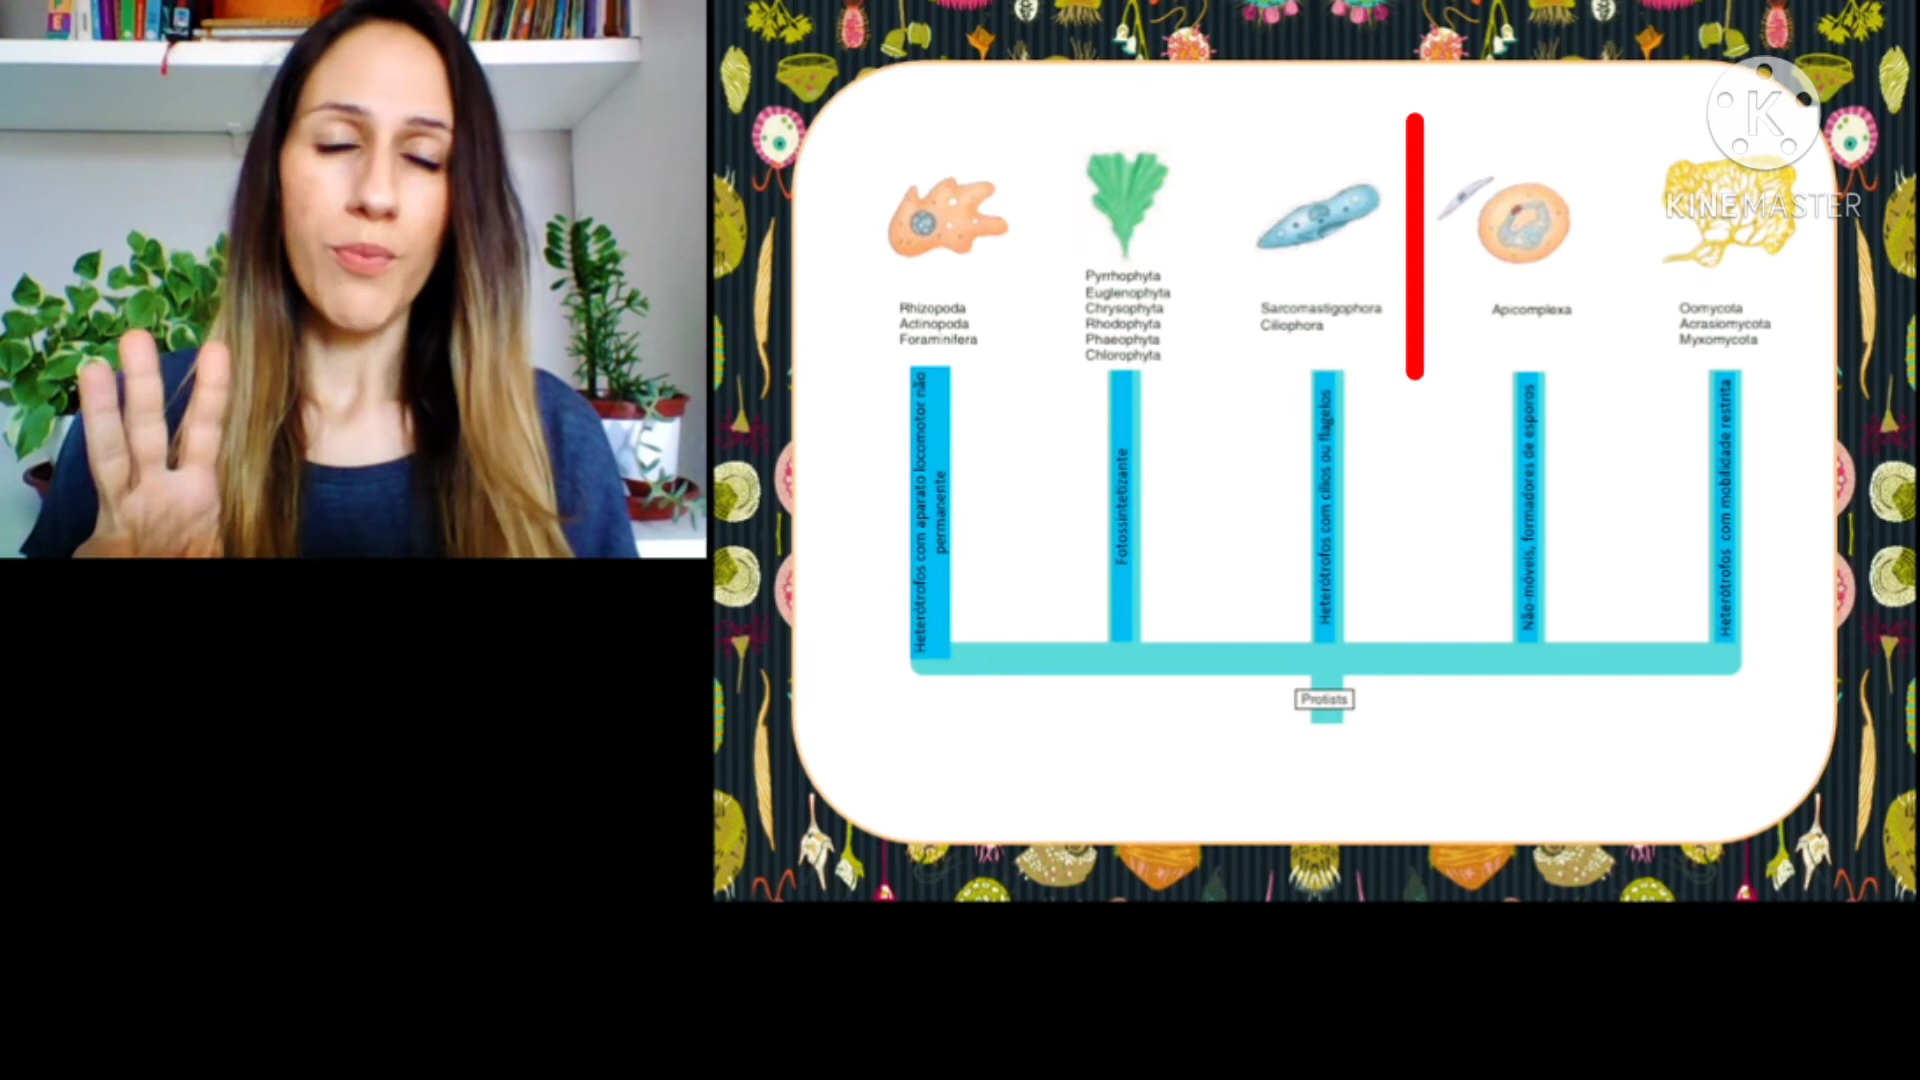 K
KINEMASTER
Rhizopoda
Actinopoda
Foraminifera
Pyrrhophyta
Euglenophyta
Chrysophyta
Rhodophyta
Phaeophyta
Chlorophyta
Sarcomastigophora
Ciliophora
Apicomplexa
Oomycota
Acrasiomycota
Myxomycota
Heterótrofos com aparato locomotor não
permanente
Fotossintetizante
Heterótrofos com cílios ou flagelos
Não-móveis, formadores de esporos
Heterótrofos com mobilidade restrita
Protists